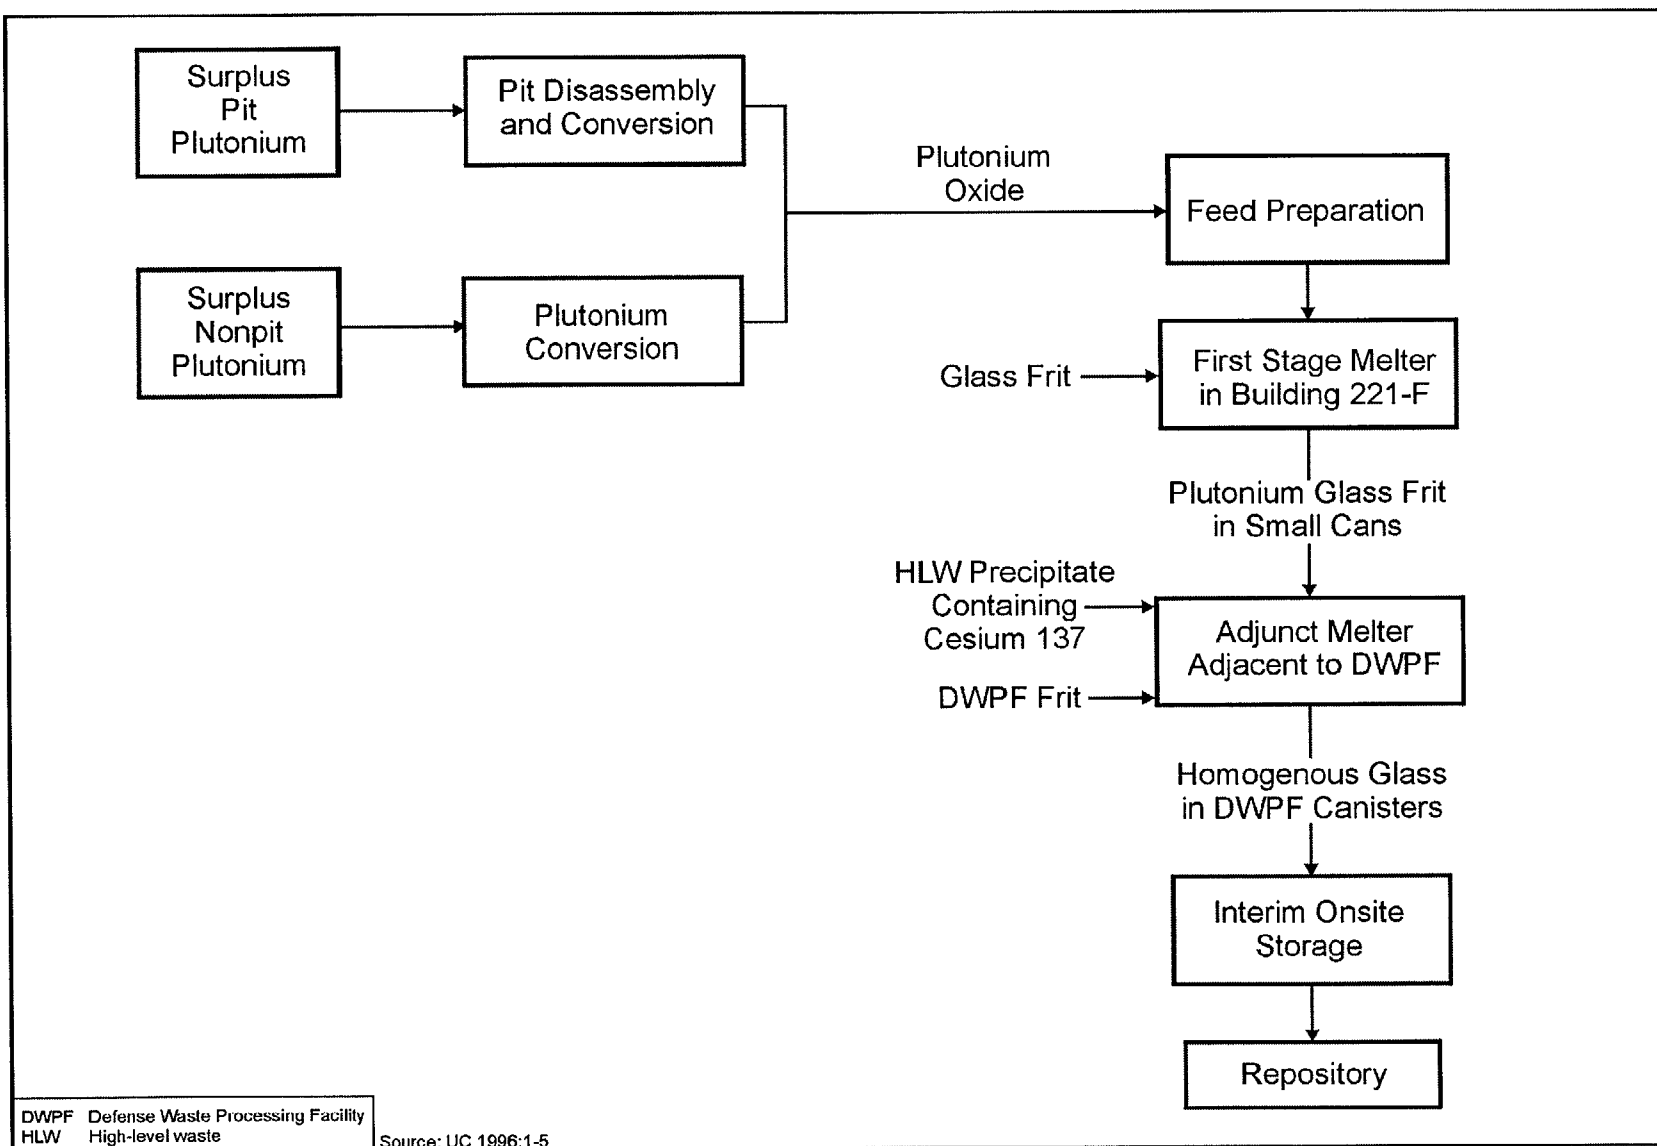 Surplus
Pit
Plutonium
Pit Disassembly
and Conversion
Plutonium
Oxide
Feed Preparation
Surplus
Nonpit
Plutonium
Plutonium
Conversion
Glass Frit
First Stage Melter
in Building 221-F
Plutonium Glass Frit
in Small Cans
HLW Precipitate
Containing
Cesium 137
DWPF Frit
Adjunct Melter
Adjacent to DWPF
Homogenous Glass
in DWPF Canisters
Interim Onsite
Storage
Repository
DWPF Defense Waste Processing Facility
HLW High-level waste
Source: UC 1996:1-5